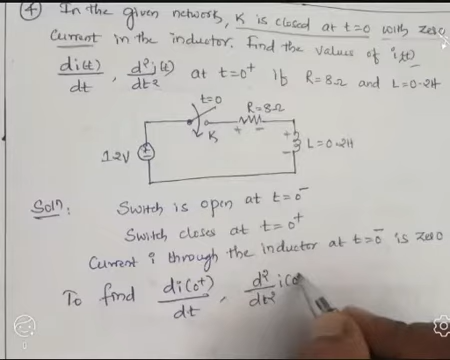 ④ In the given network, K is closed at t=0 with zero
current in the inductor. Find the values of i(t),
di(t)/dt, d²i(t)/dt² at t=0⁺ if R=8Ω and L=0.2H
t=0
R=8Ω
K
+ −
12V
+
−
L=0.2H
Soln: Switch is open at t=0⁻
Switch closes at t=0⁺
Current i through the inductor at t=0⁻ is zero
To find di(0⁺)/dt, d²/dt² i(0⁺